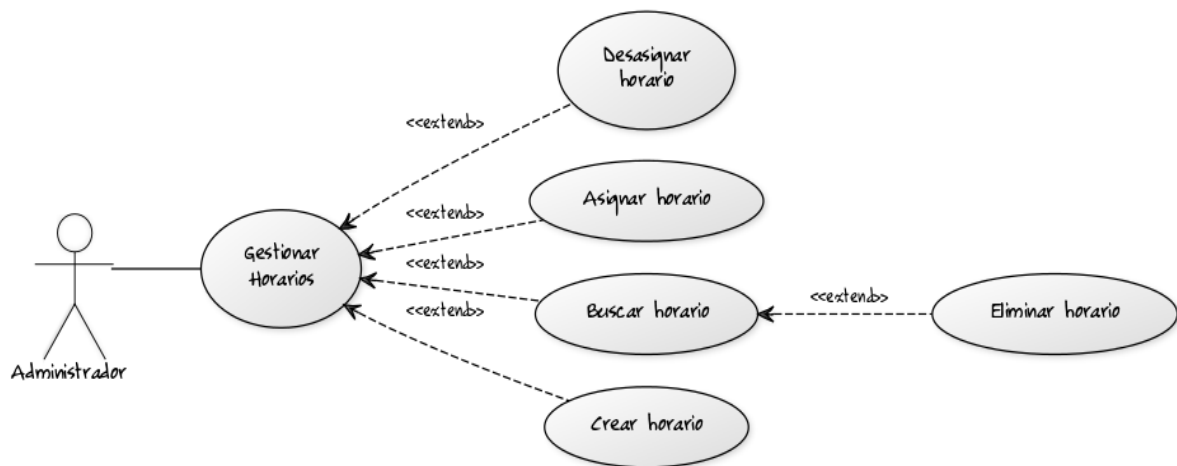 Desasignar
horario
<<extend>>
Asignar horario
<<extend>>
Gestionar
Horarios
<<extend>>
Buscar horario
<<extend>>
Eliminar horario
<<extend>>
Administrador
Crear horario